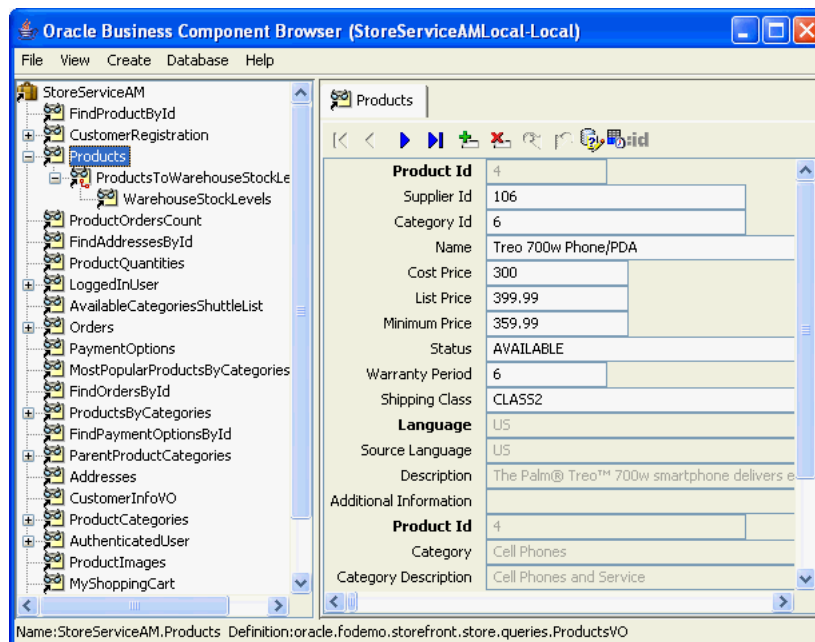 Oracle Business Component Browser (StoreServiceAMLocal-Local)
File View Create Database Help
StoreServiceAM
FindProductById
CustomerRegistration
Products
ProductsToWarehouseStockLe
WarehouseStockLevels
ProductOrdersCount
FindAddressesById
ProductQuantities
LoggedInUser
AvailableCategoriesShuttleList
Orders
PaymentOptions
MostPopularProductsByCategories
FindOrdersById
ProductsByCategories
FindPaymentOptionsById
ParentProductCategories
Addresses
CustomerInfoVO
ProductCategories
AuthenticatedUser
ProductImages
MyShoppingCart
Products
:id
Product Id 4
Supplier Id 106
Category Id 6
Name Treo 700w Phone/PDA
Cost Price 300
List Price 399.99
Minimum Price 359.99
Status AVAILABLE
Warranty Period 6
Shipping Class CLASS2
Language US
Source Language US
Description The Palm® Treo™ 700w smartphone delivers e
Additional Information
Product Id 4
Category Cell Phones
Category Description Cell Phones and Service
Name:StoreServiceAM.Products Definition:oracle.fodemo.storefront.store.queries.ProductsVO